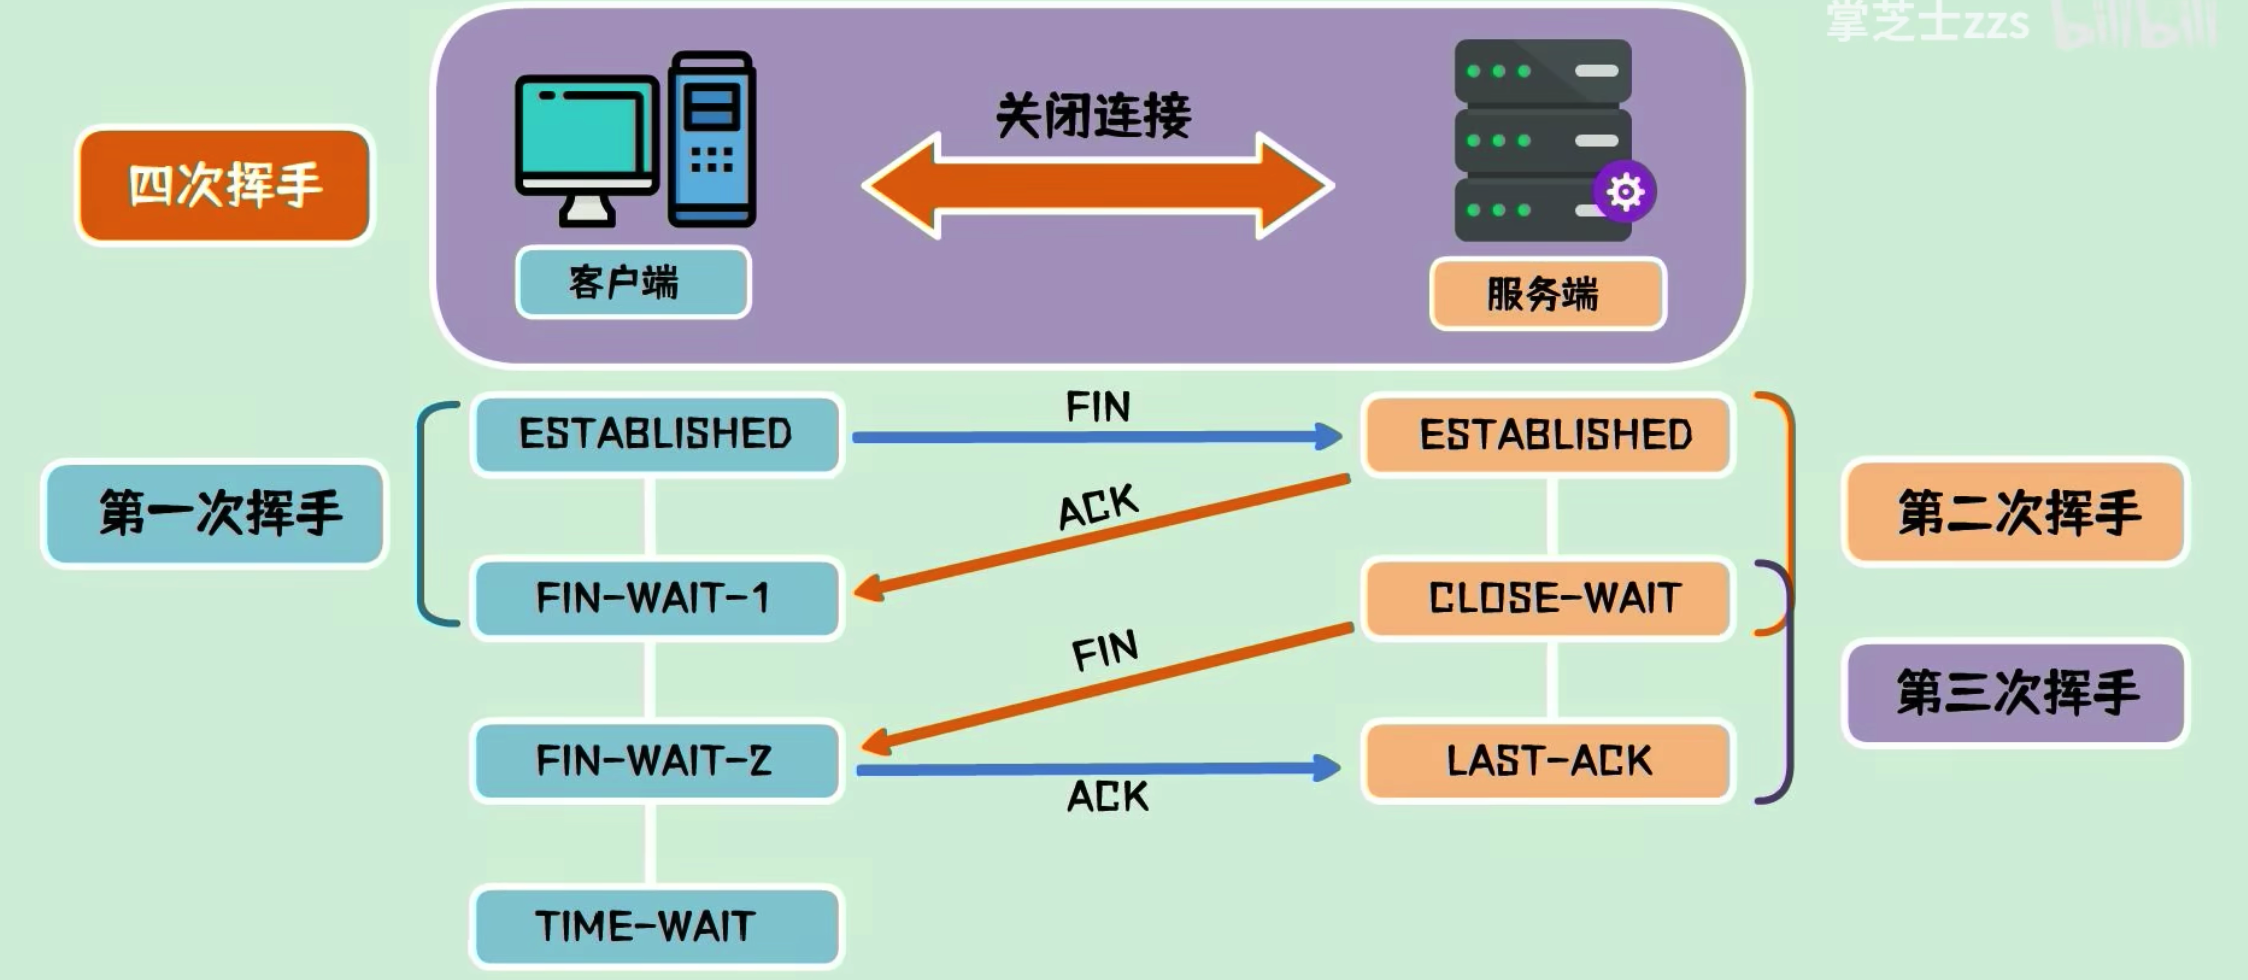 掌芝士zzs bilibili
四次挥手
关闭连接
客户端
服务端
ESTABLISHED
FIN
ESTABLISHED
第一次挥手
ACK
第二次挥手
FIN-WAIT-1
CLOSE-WAIT
FIN
第三次挥手
FIN-WAIT-2
LAST-ACK
ACK
TIME-WAIT